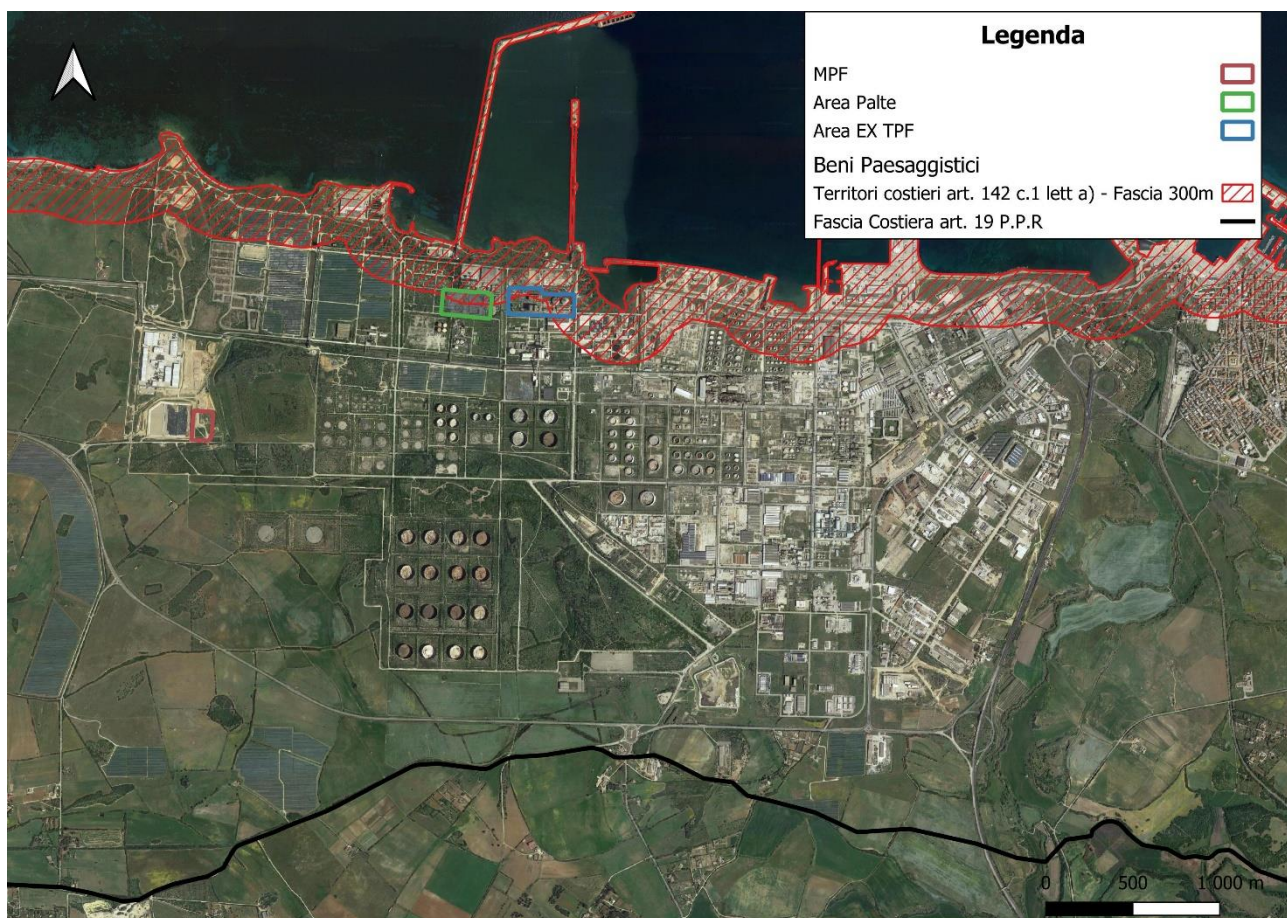 Legenda
MPF
Area Palte
Area EX TPF
Beni Paesaggistici
Territori costieri art. 142 c.1 lett a) - Fascia 300m
Fascia Costiera art. 19 P.P.R
0 500 1 000 m